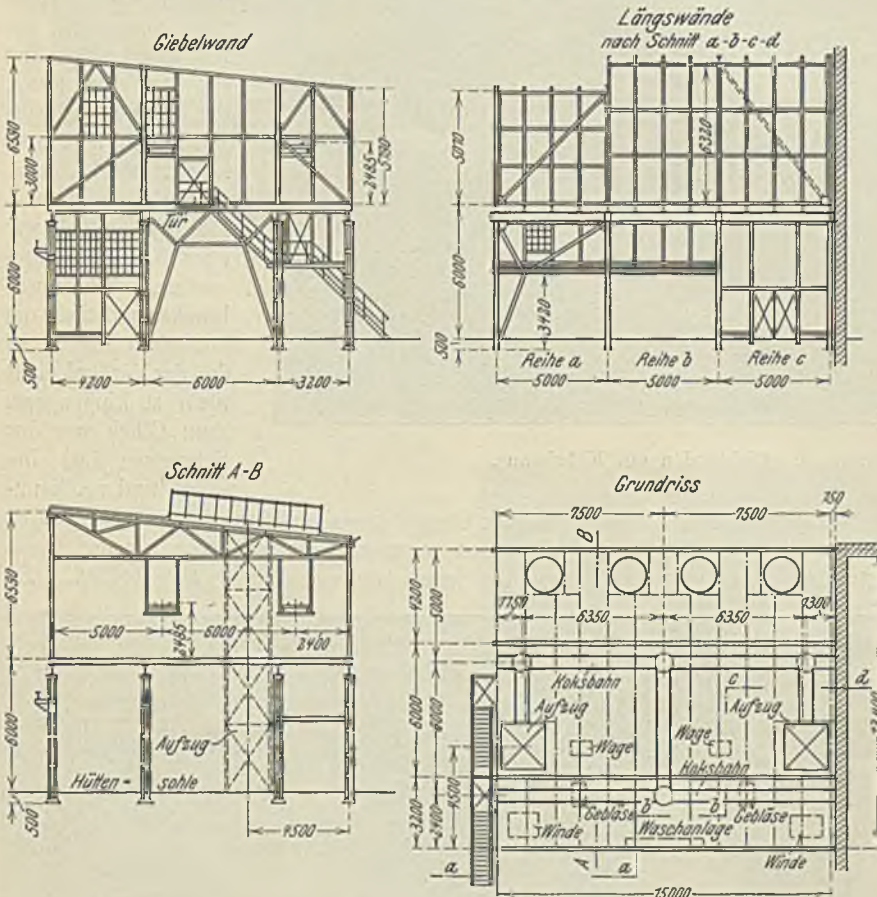 Giebelwand
6550
3000
2485
5790
Tür
6000
500
4200
6000
3200
Längswände
nach Schnitt a-b-c-d
5070
6320
6000
3420
500
Reihe a
Reihe b
Reihe c
5000
5000
5000
Schnitt A-B
6550
5000
6000
2485
2400
6000
Aufzug
Hütten-
sohle
500
4500
Grundriss
7500
7500
150
B
4200
5000
1150
6350
6350
1300
Koksbahn
c
d
Aufzug
Aufzug
6000
6000
Wage
Wage
Koksbahn
4500
Gebläse
b
b
Gebläse
3200
2400
Winde
Waschanlage
Winde
a
A
a
15000